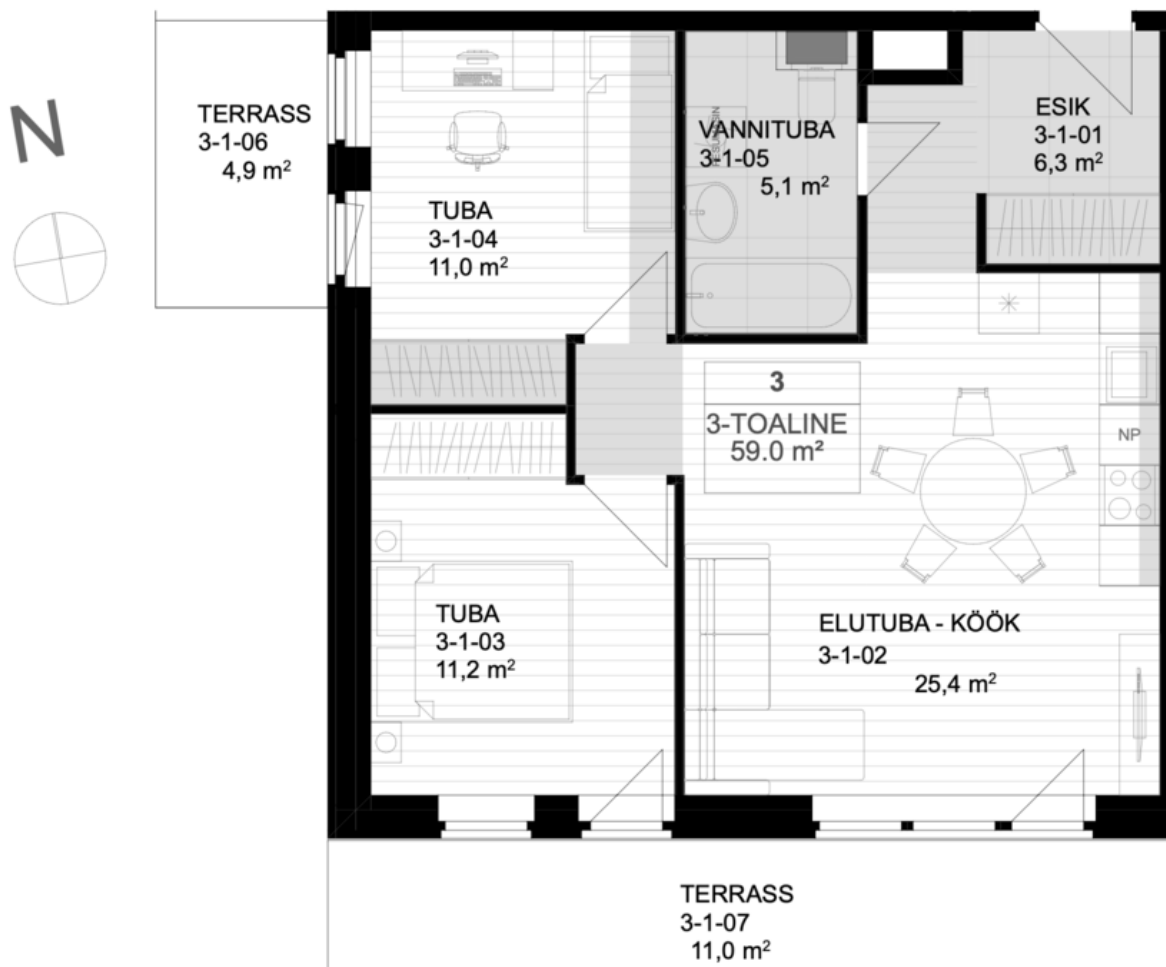 N
TERRASS
3-1-06
4,9 m²
TUBA
3-1-04
11,0 m²
VANNITUBA
3-1-05
5,1 m²
ESIK
3-1-01
6,3 m²
3
3-TOALINE
59.0 m²
NP
TUBA
3-1-03
11,2 m²
ELUTUBA - KÖÖK
3-1-02
25,4 m²
TERRASS
3-1-07
11,0 m²